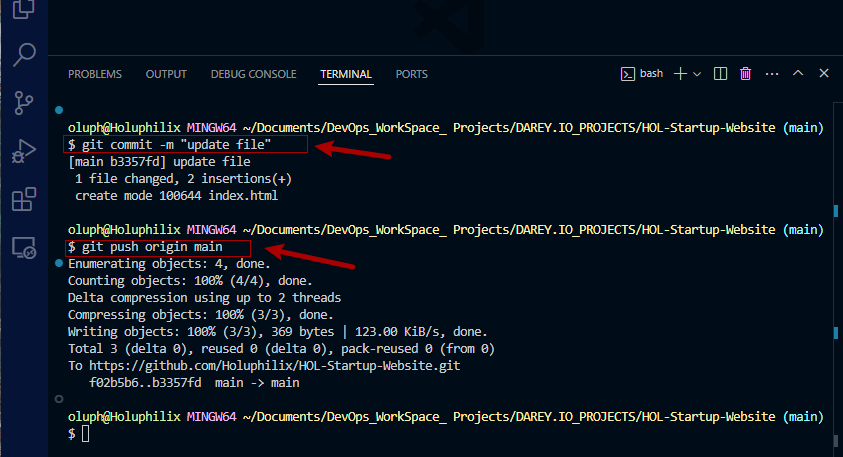 PROBLEMS OUTPUT DEBUG CONSOLE TERMINAL PORTS bash
oluph@Holuphilix MINGW64 ~/Documents/DevOps_WorkSpace_ Projects/DAREY.IO_PROJECTS/HOL-Startup-Website (main)
$ git commit -m "update file"
[main b3357fd] update file
 1 file changed, 2 insertions(+)
 create mode 100644 index.html
oluph@Holuphilix MINGW64 ~/Documents/DevOps_WorkSpace_ Projects/DAREY.IO_PROJECTS/HOL-Startup-Website (main)
$ git push origin main
Enumerating objects: 4, done.
Counting objects: 100% (4/4), done.
Delta compression using up to 2 threads
Compressing objects: 100% (3/3), done.
Writing objects: 100% (3/3), 369 bytes | 123.00 KiB/s, done.
Total 3 (delta 0), reused 0 (delta 0), pack-reused 0 (from 0)
To https://github.com/Holuphilix/HOL-Startup-Website.git
   f02b5b6..b3357fd  main -> main
oluph@Holuphilix MINGW64 ~/Documents/DevOps_WorkSpace_ Projects/DAREY.IO_PROJECTS/HOL-Startup-Website (main)
$